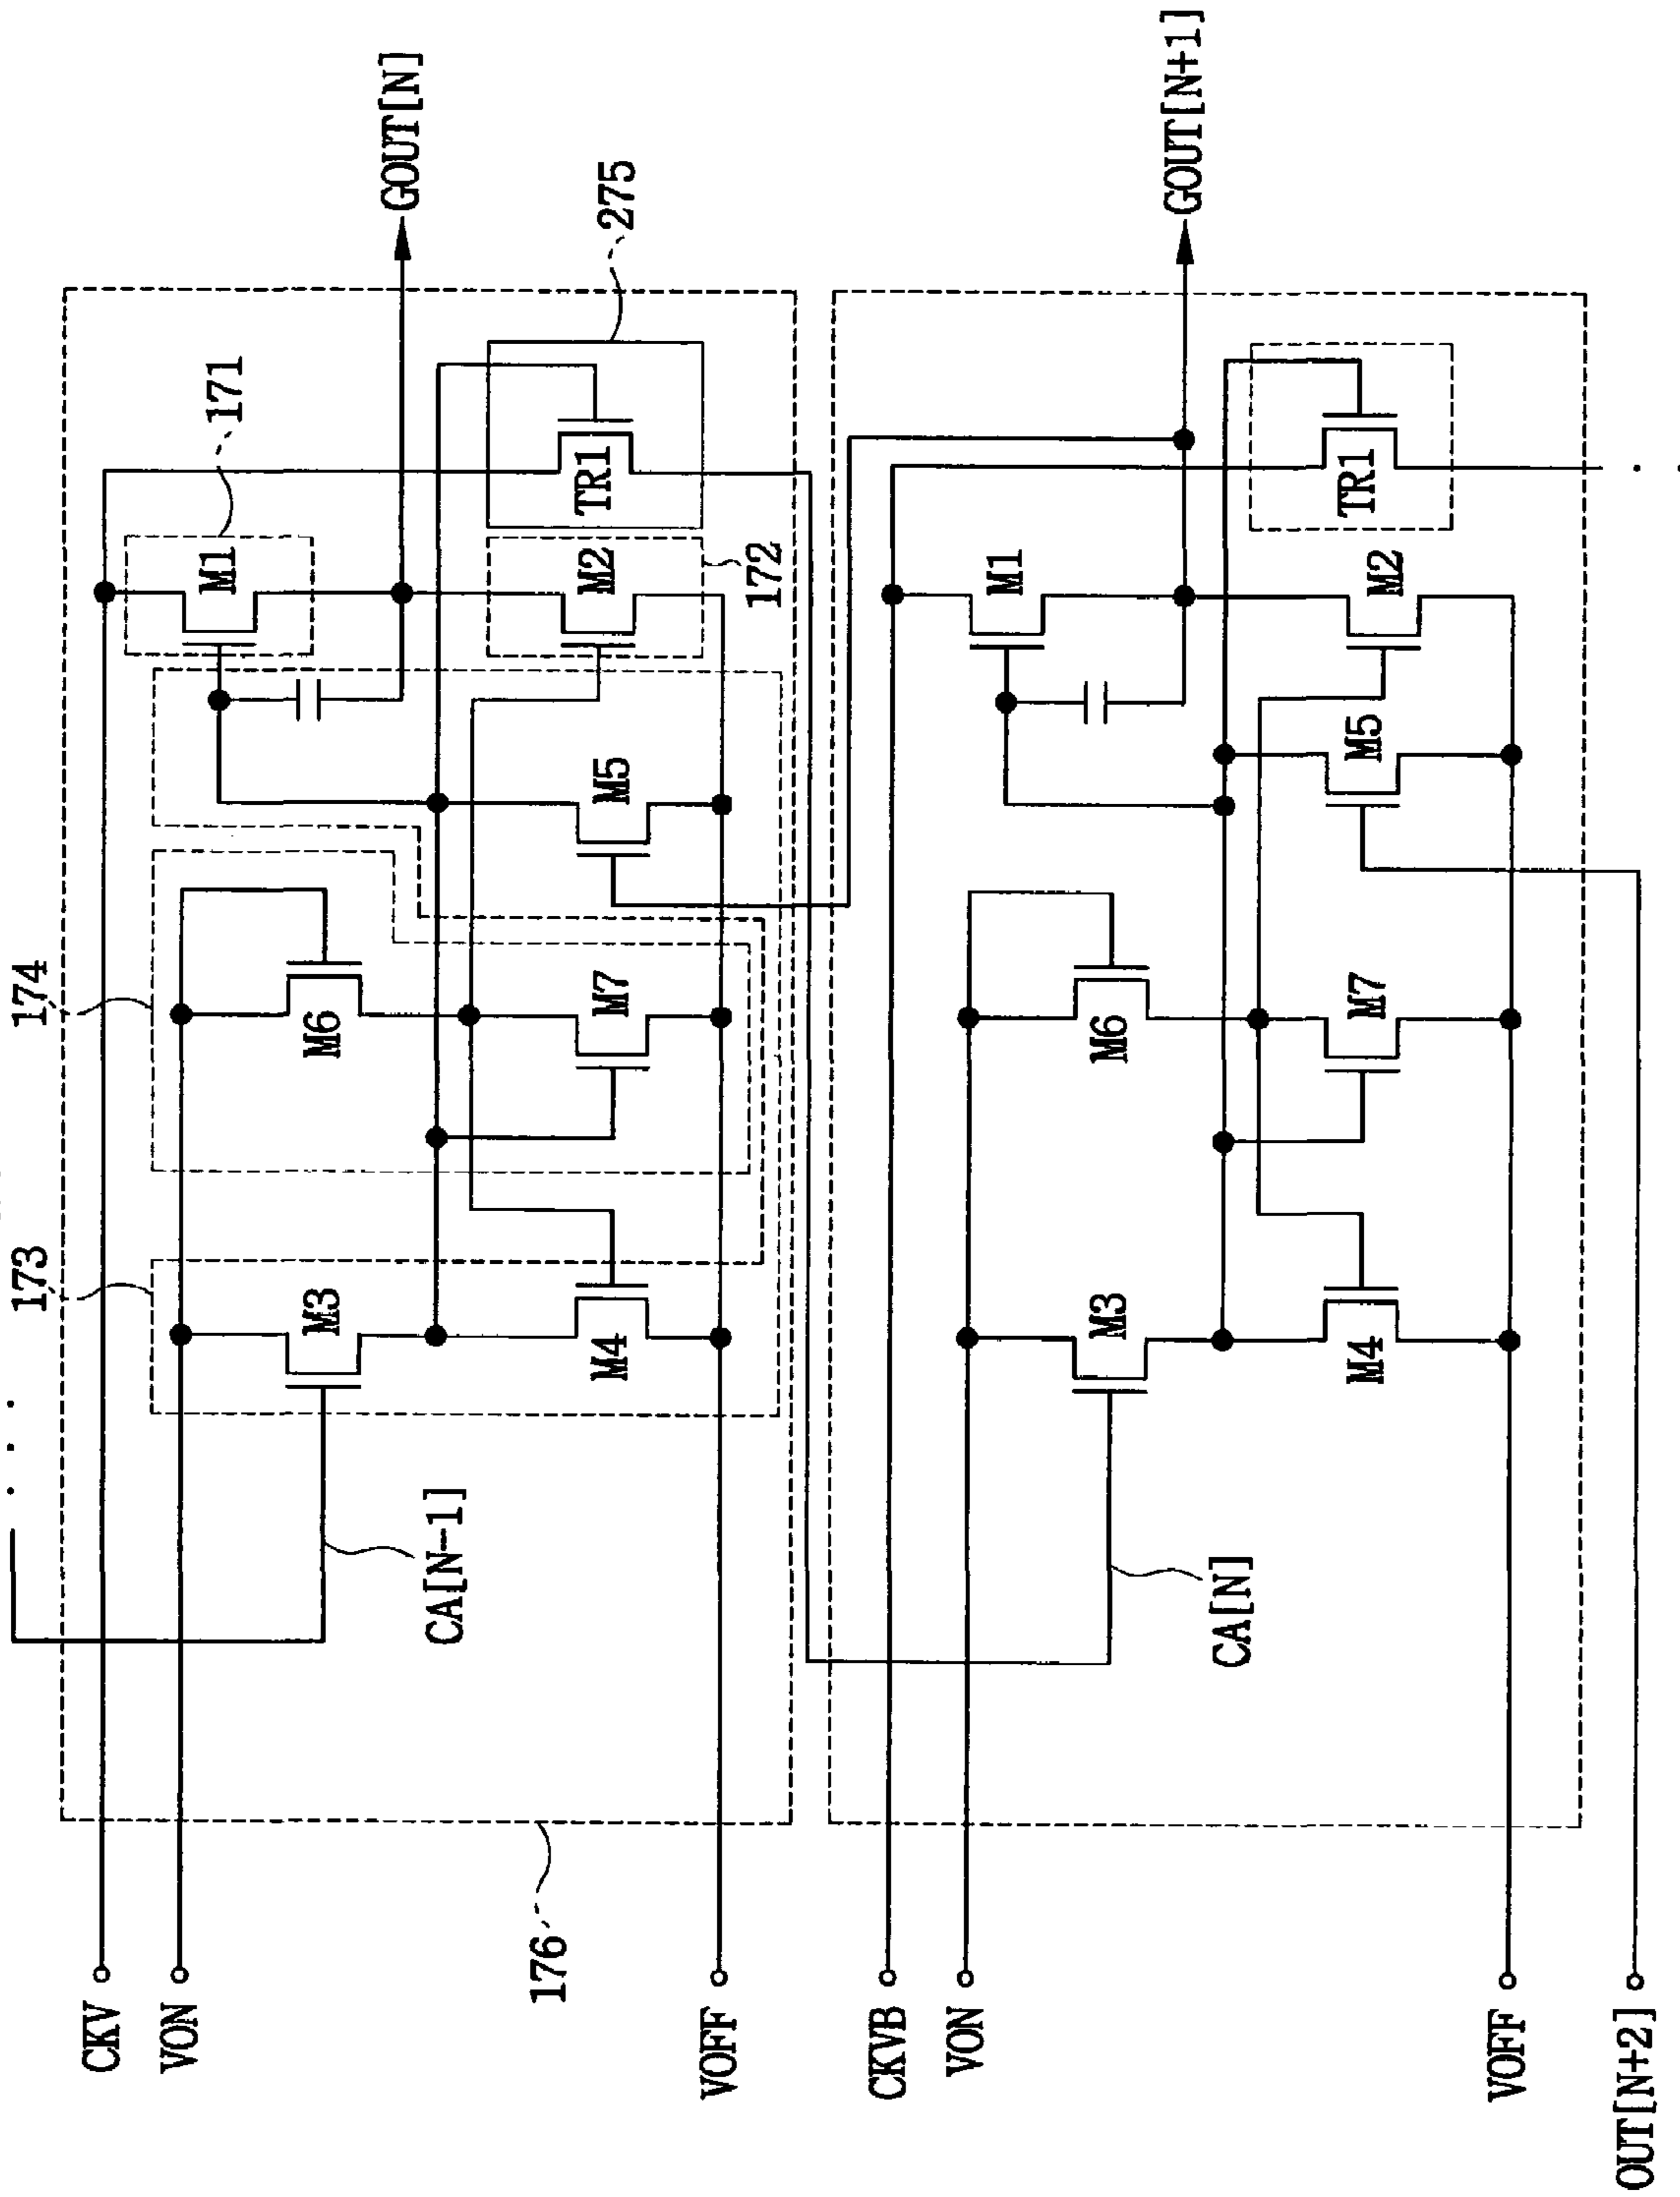 CKV
VON
VOFF
176
CA[N-1]
173
174
171
172
275
M3
M4
M6
M7
M5
M1
M2
TR1
GOUT[N]
CKVB
VON
VOFF
OUT[N+2]
CA[N]
M3
M4
M6
M7
M5
M1
M2
TR1
GOUT[N+1]